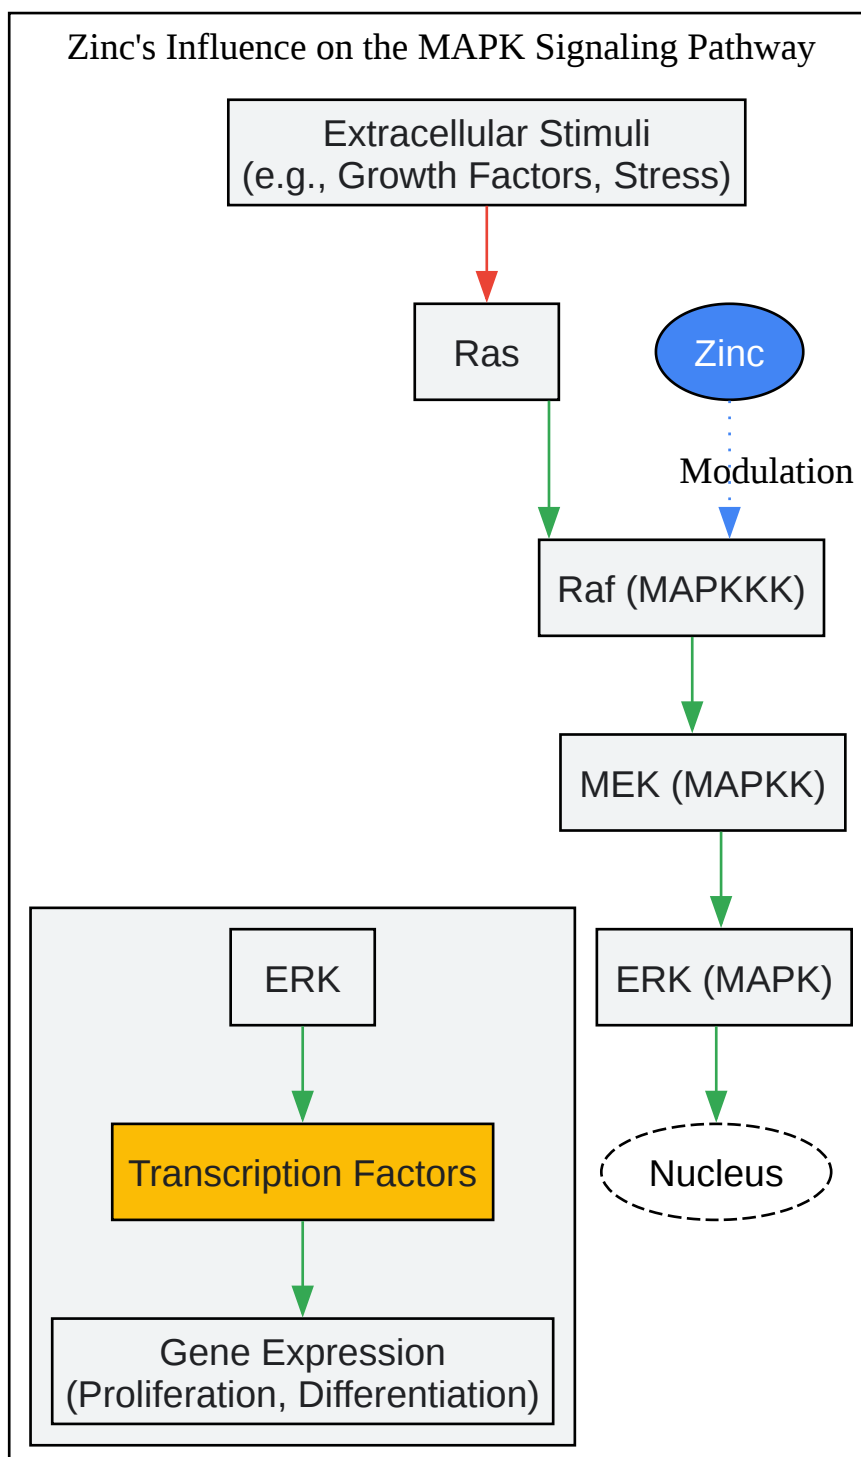 Zinc's Influence on the MAPK Signaling Pathway
Extracellular Stimuli
(e.g., Growth Factors, Stress)
Ras
Zinc
Modulation
Raf (MAPKKK)
MEK (MAPKK)
ERK
ERK (MAPK)
Transcription Factors
Nucleus
Gene Expression
(Proliferation, Differentiation)